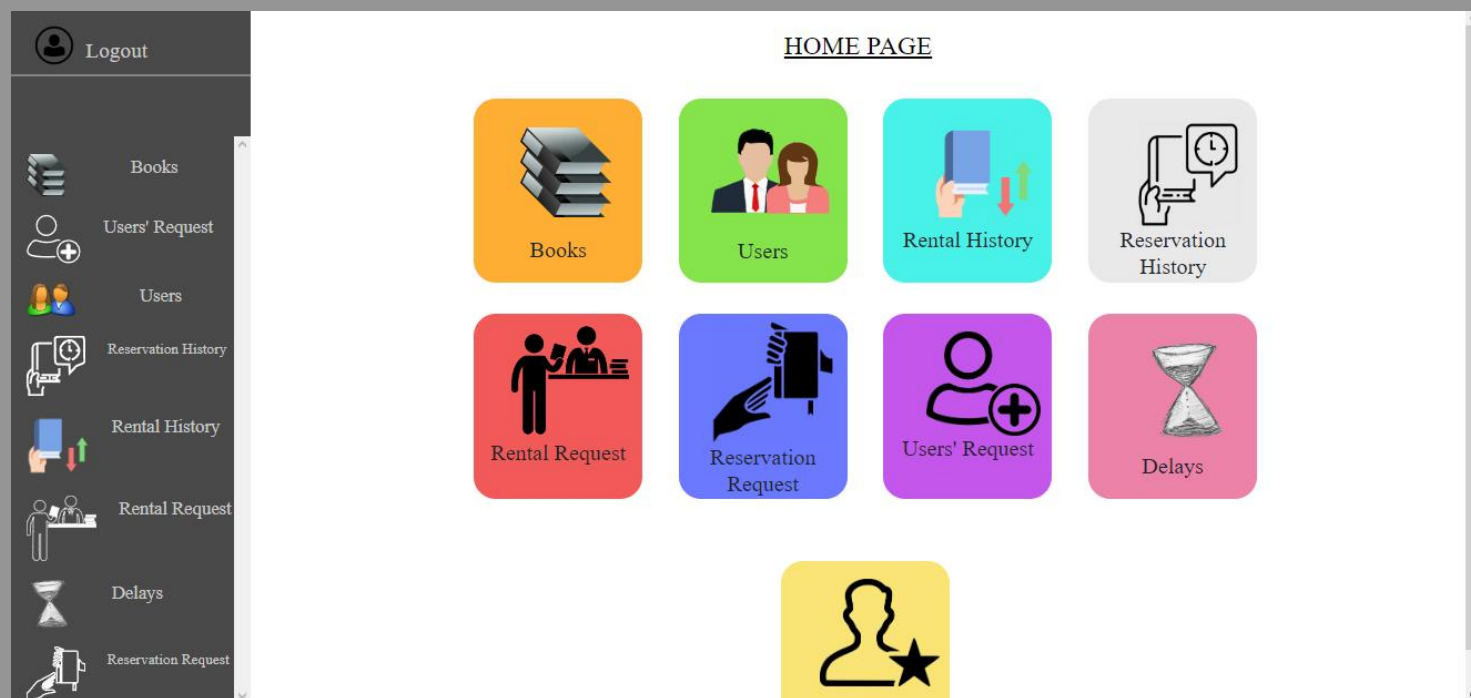 Logout
Books
Users' Request
Users
Reservation History
Rental History
Rental Request
Delays
Reservation Request
HOME PAGE
Books
Users
Rental History
Reservation
History
Rental Request
Reservation
Request
Users' Request
Delays